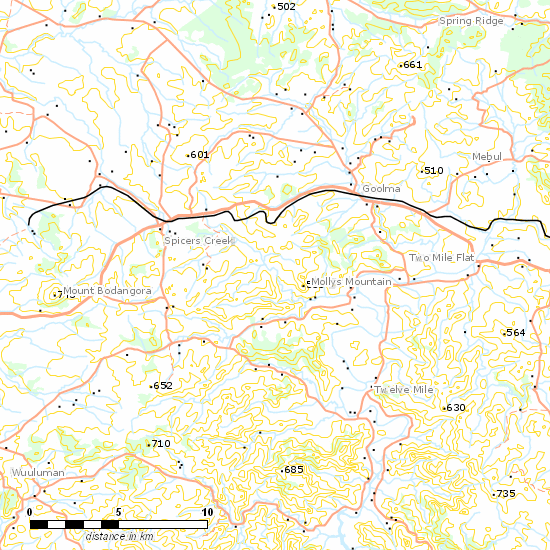 502
Spring Ridge
661
601
Mebul
510
Goolma
Spicers Creek
Two Mile Flat
Mollys Mountain
Mount Bodangora
564
652
Twelve Mile
630
710
685
Wuuluman
735
0 5 10
distance in km